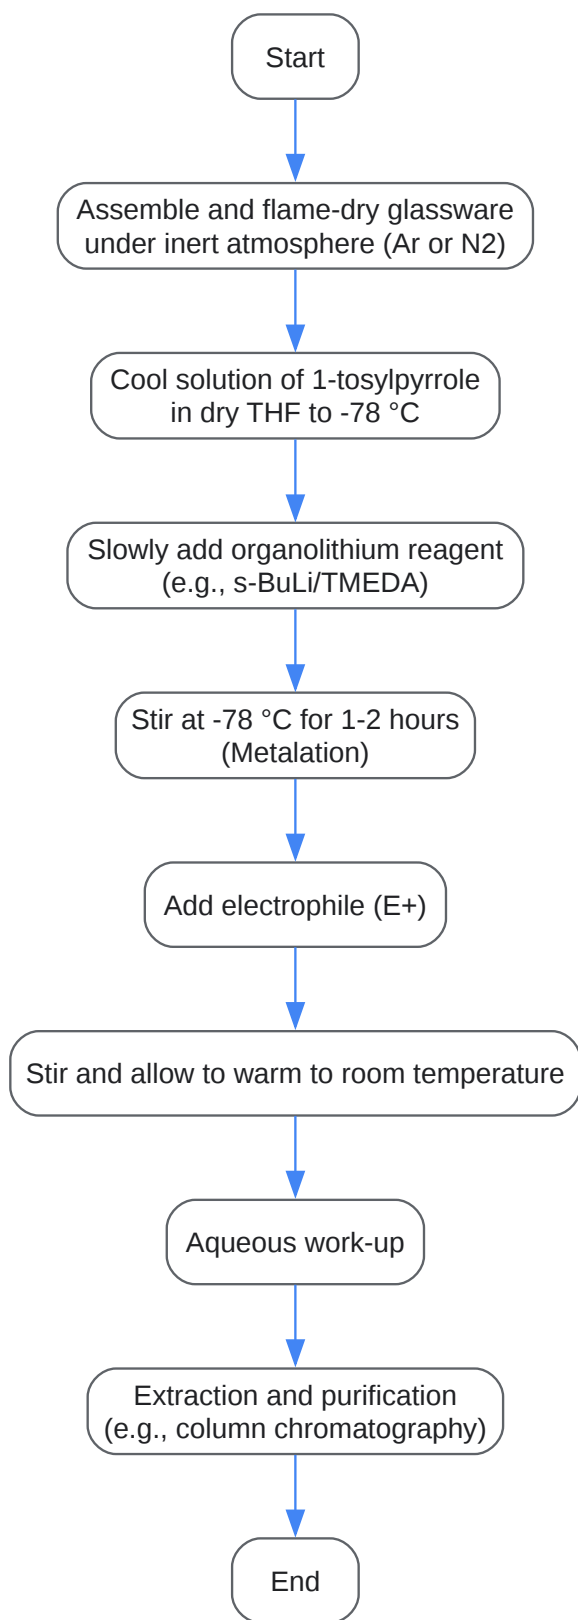 Start
Assemble and flame-dry glassware
under inert atmosphere (Ar or N2)
Cool solution of 1-tosylpyrrole
in dry THF to -78 °C
Slowly add organolithium reagent
(e.g., s-BuLi/TMEDA)
Stir at -78 °C for 1-2 hours
(Metalation)
Add electrophile (E+)
Stir and allow to warm to room temperature
Aqueous work-up
Extraction and purification
(e.g., column chromatography)
End